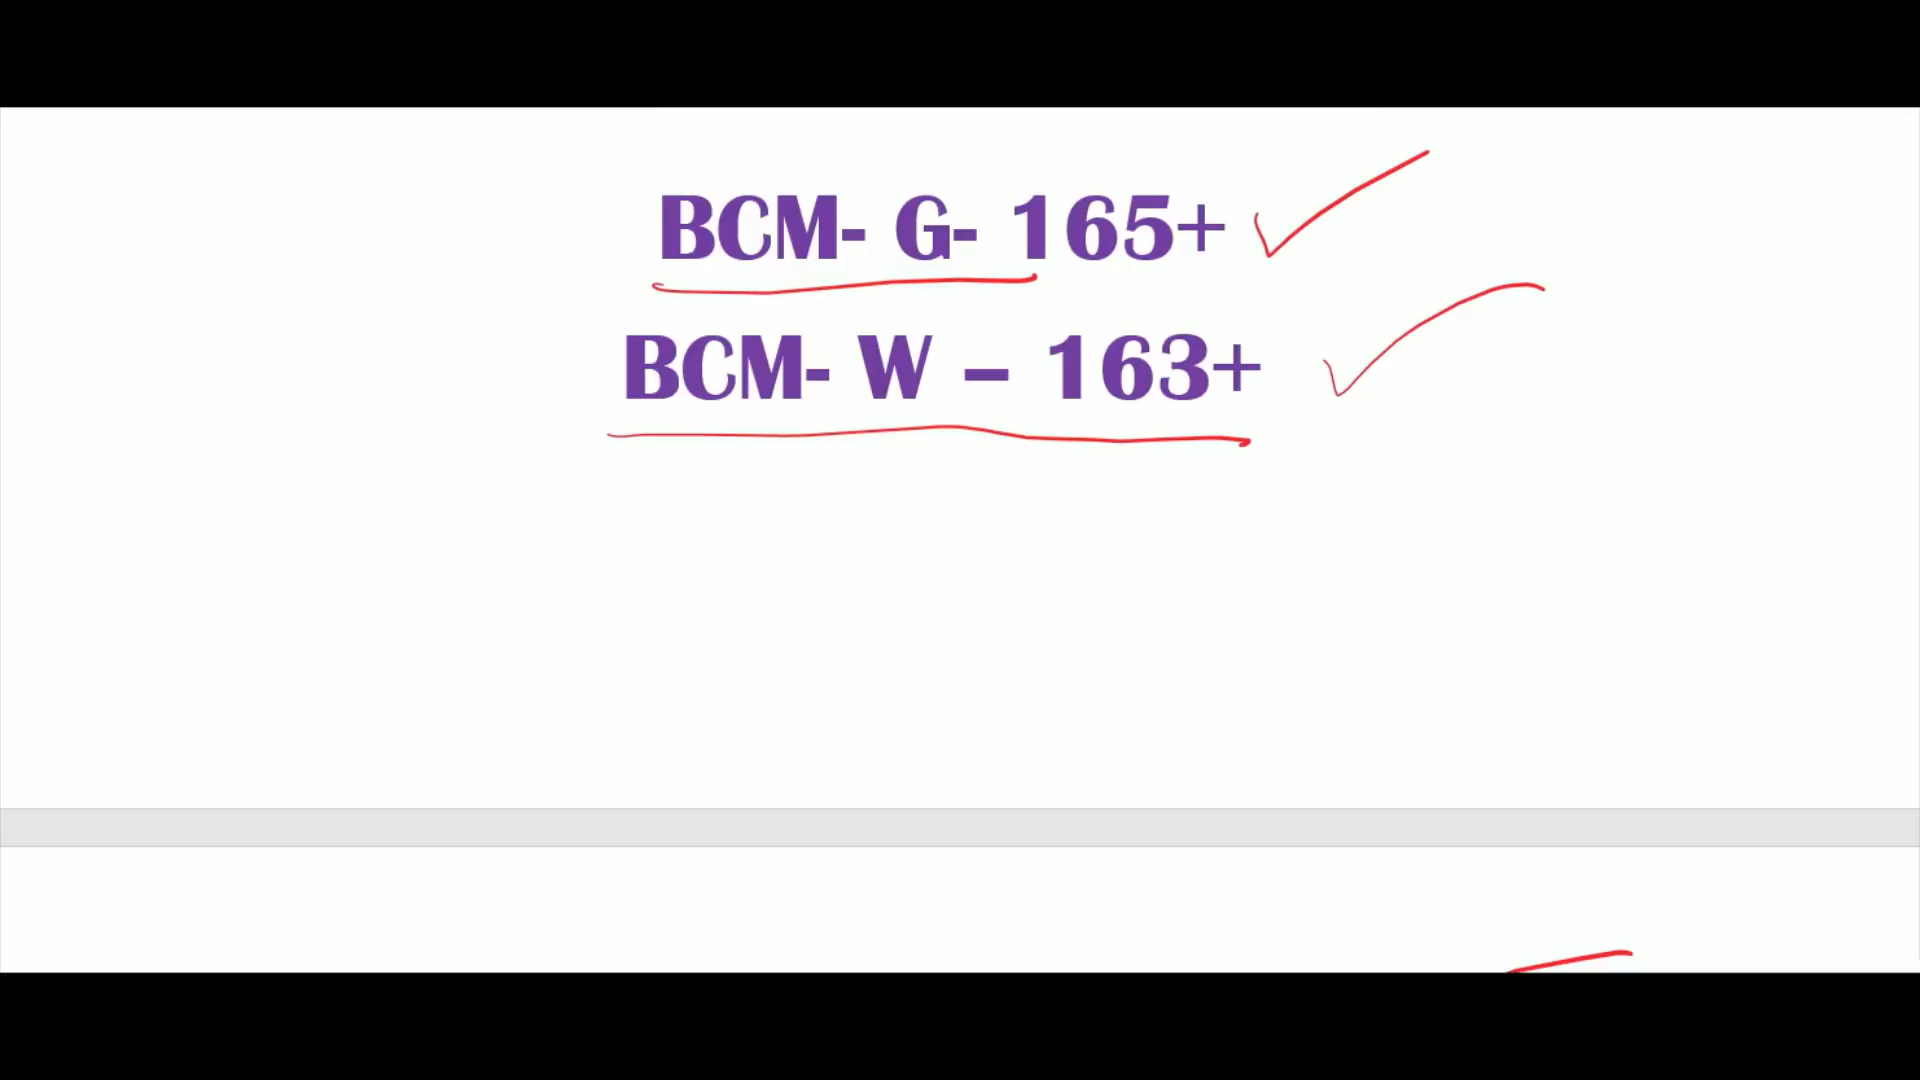 BCM- G- 165+
BCM- W – 163+